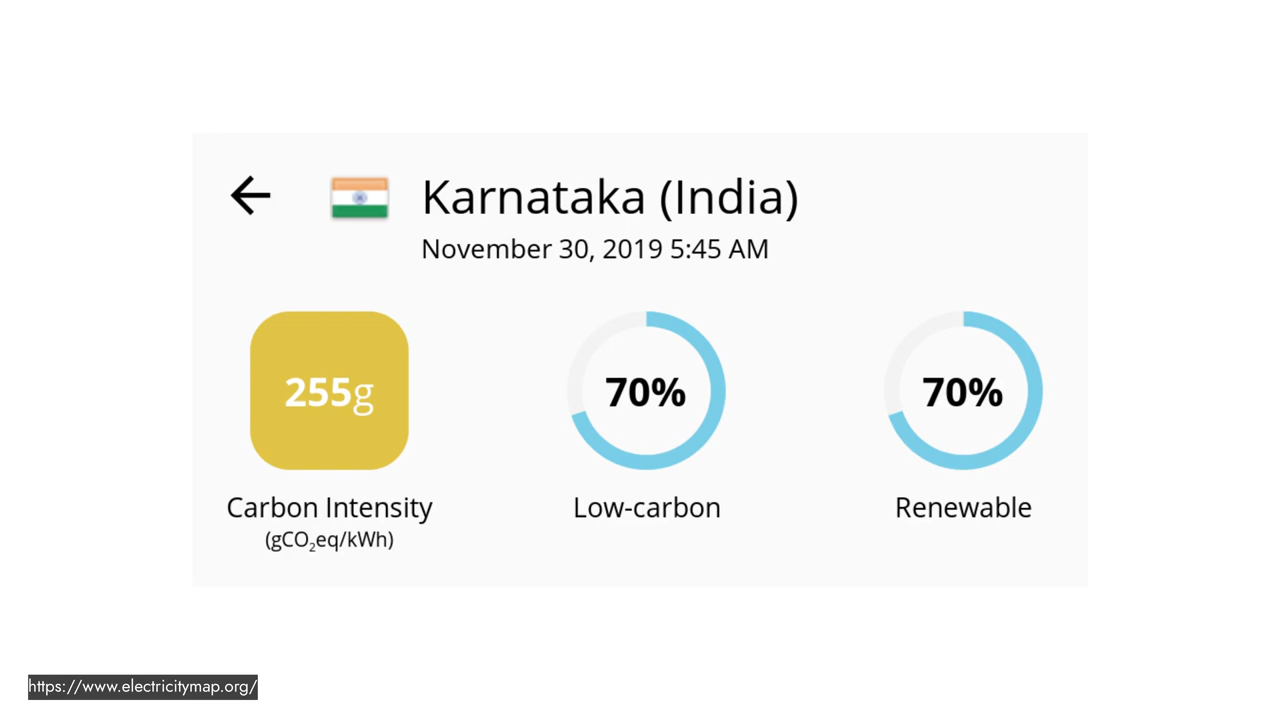 Karnataka (India)
November 30, 2019 5:45 AM
255g
Carbon Intensity
(gCO₂eq/kWh)
70%
Low-carbon
70%
Renewable
https://www.electricitymap.org/